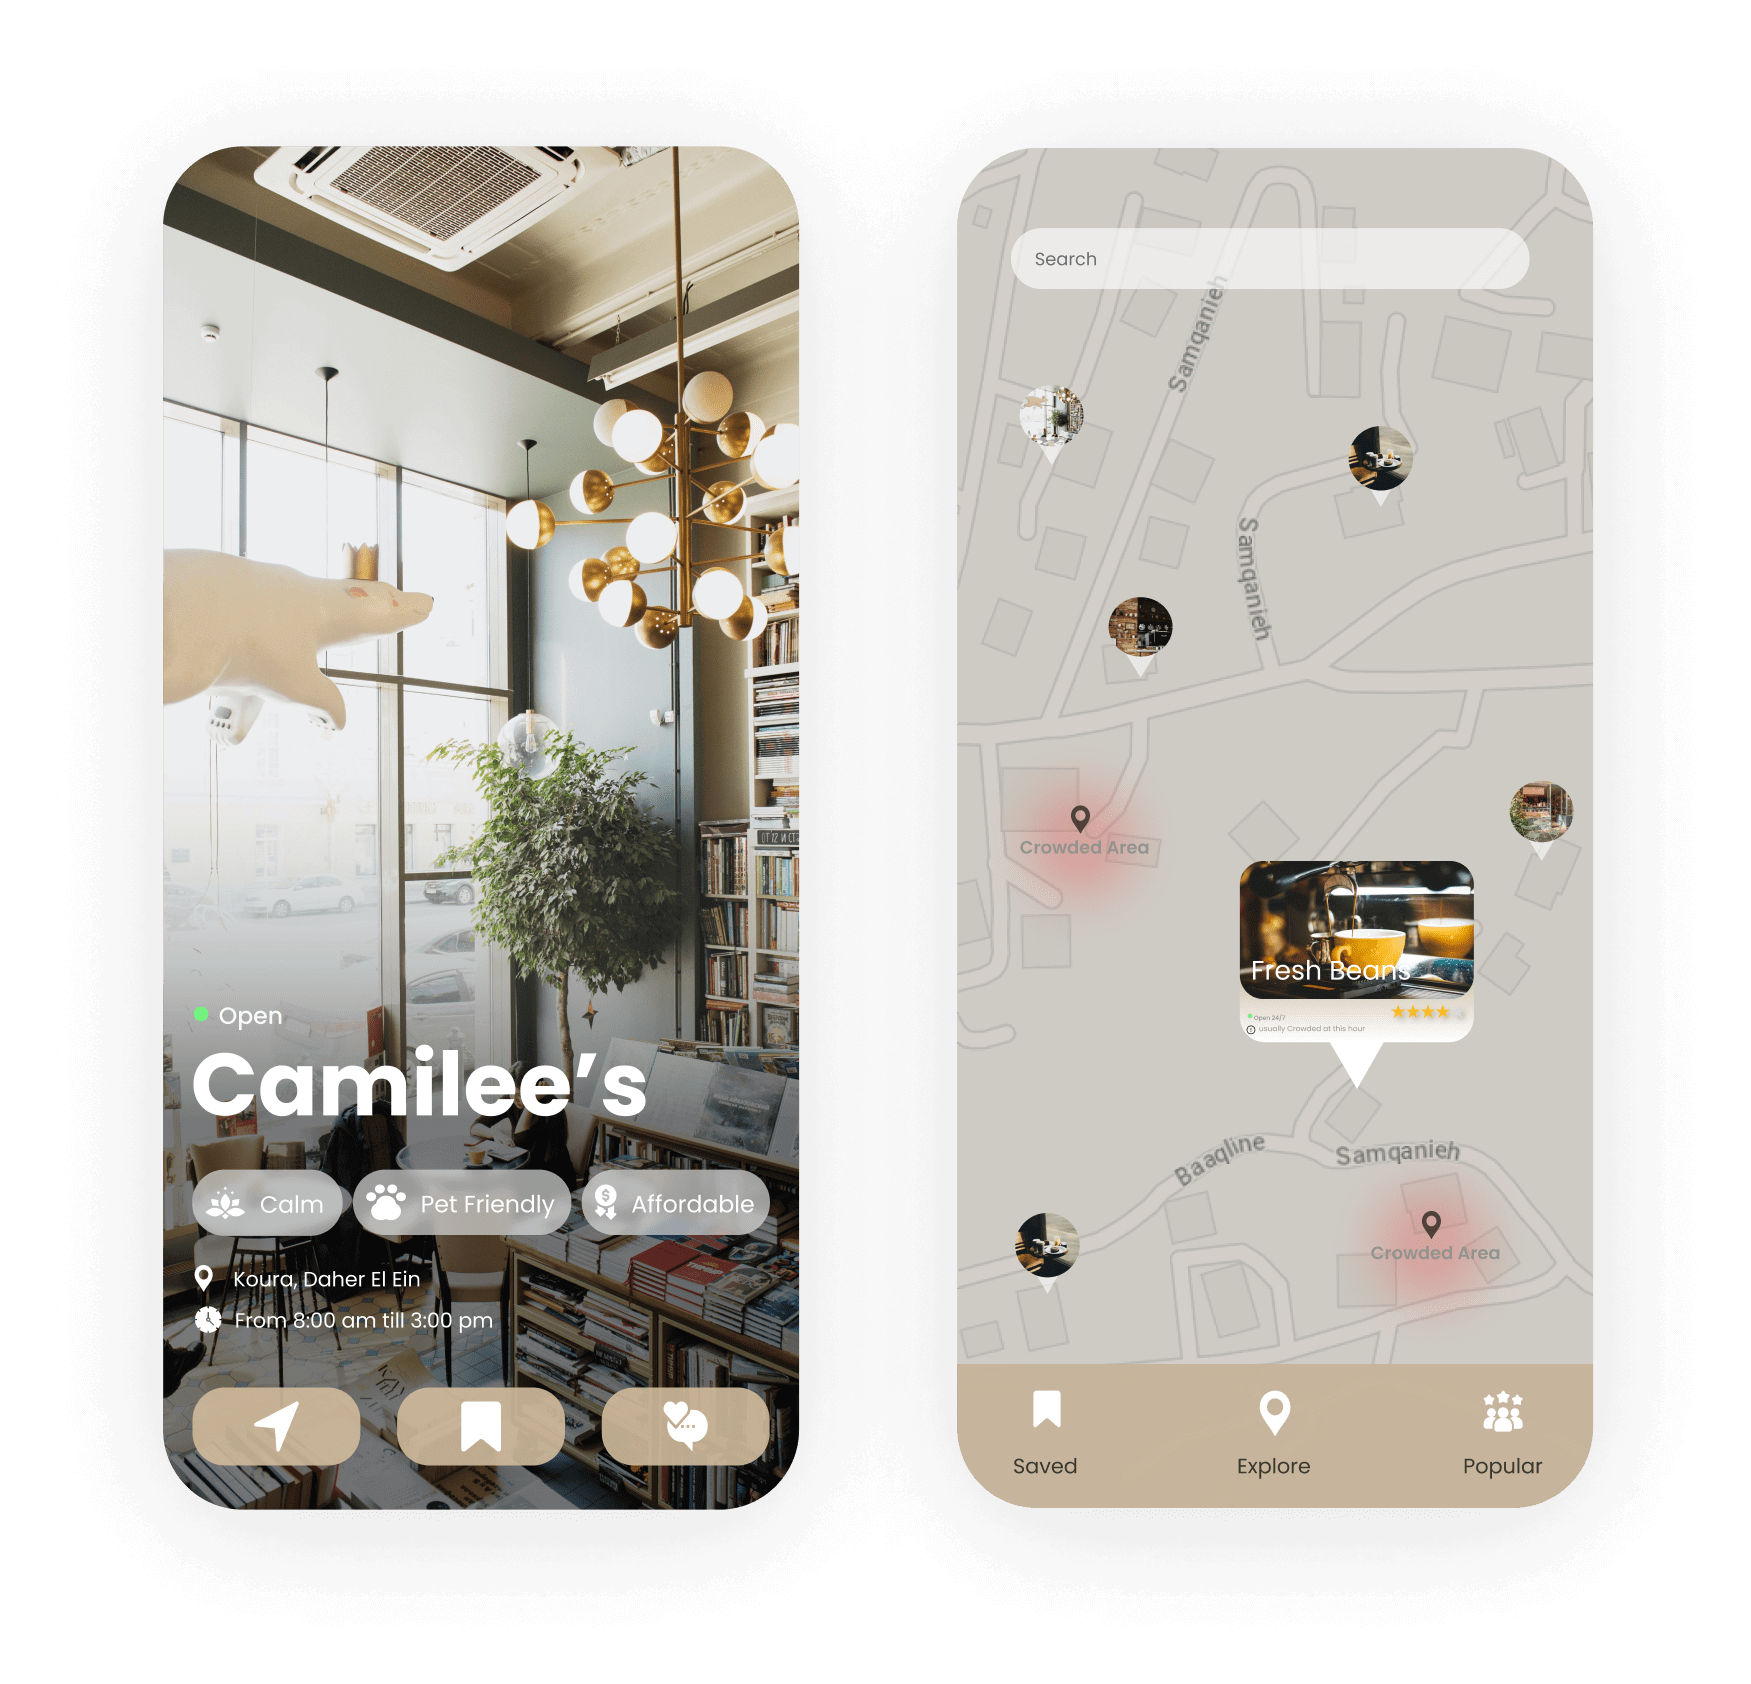 Open
Camilee’s
Calm
Pet Friendly
Affordable
Koura, Daher El Ein
From 8:00 am till 3:00 pm
Search
Samqanieh
Samqanieh
Crowded Area
Fresh Beans
Open 24/7
usually Crowded at this hour
Baaqline
Samqanieh
Crowded Area
Saved
Explore
Popular